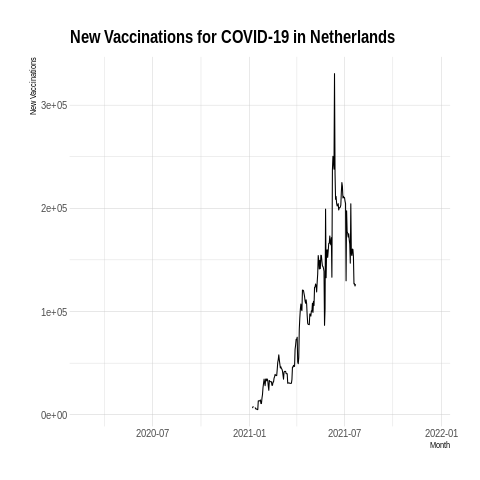 New Vaccinations for COVID-19 in Netherlands
New Vaccinations
3e+05
2e+05
1e+05
0e+00
2020-07
2021-01
2021-07
2022-01
Month